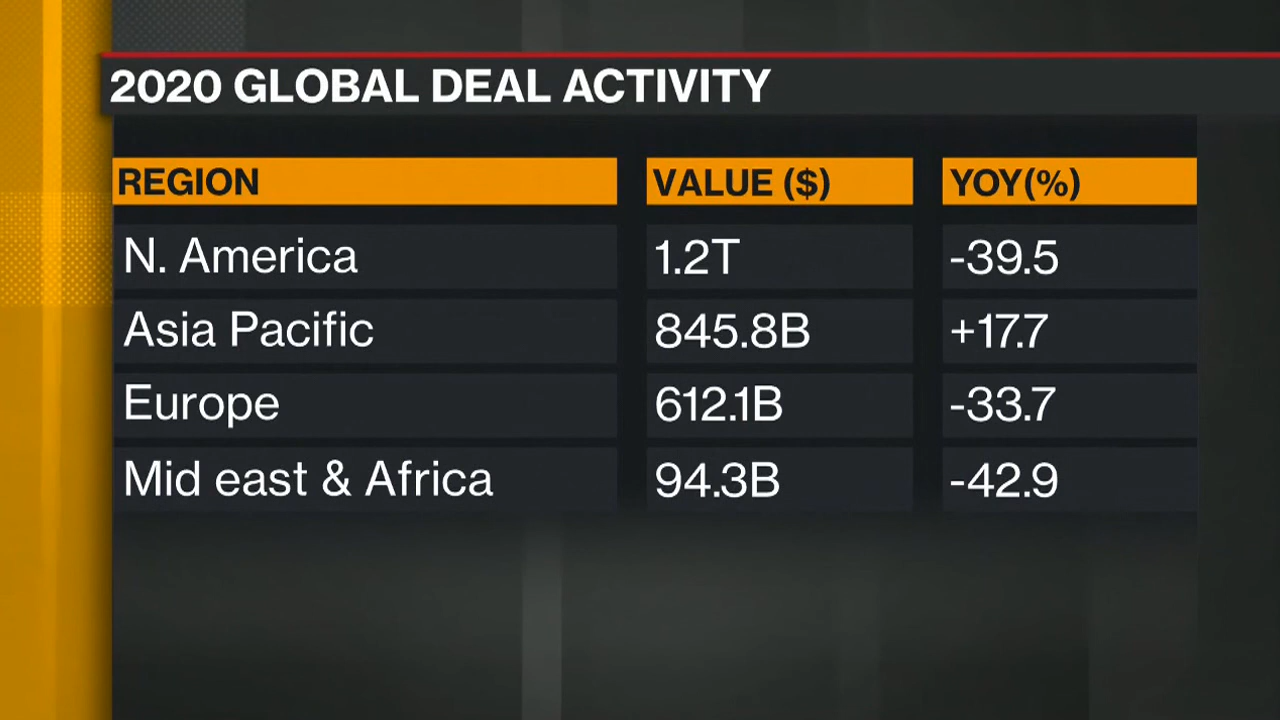 2020 GLOBAL DEAL ACTIVITY
REGION VALUE ($) YOY(%)
N. America 1.2T -39.5
Asia Pacific 845.8B +17.7
Europe 612.1B -33.7
Mid east & Africa 94.3B -42.9